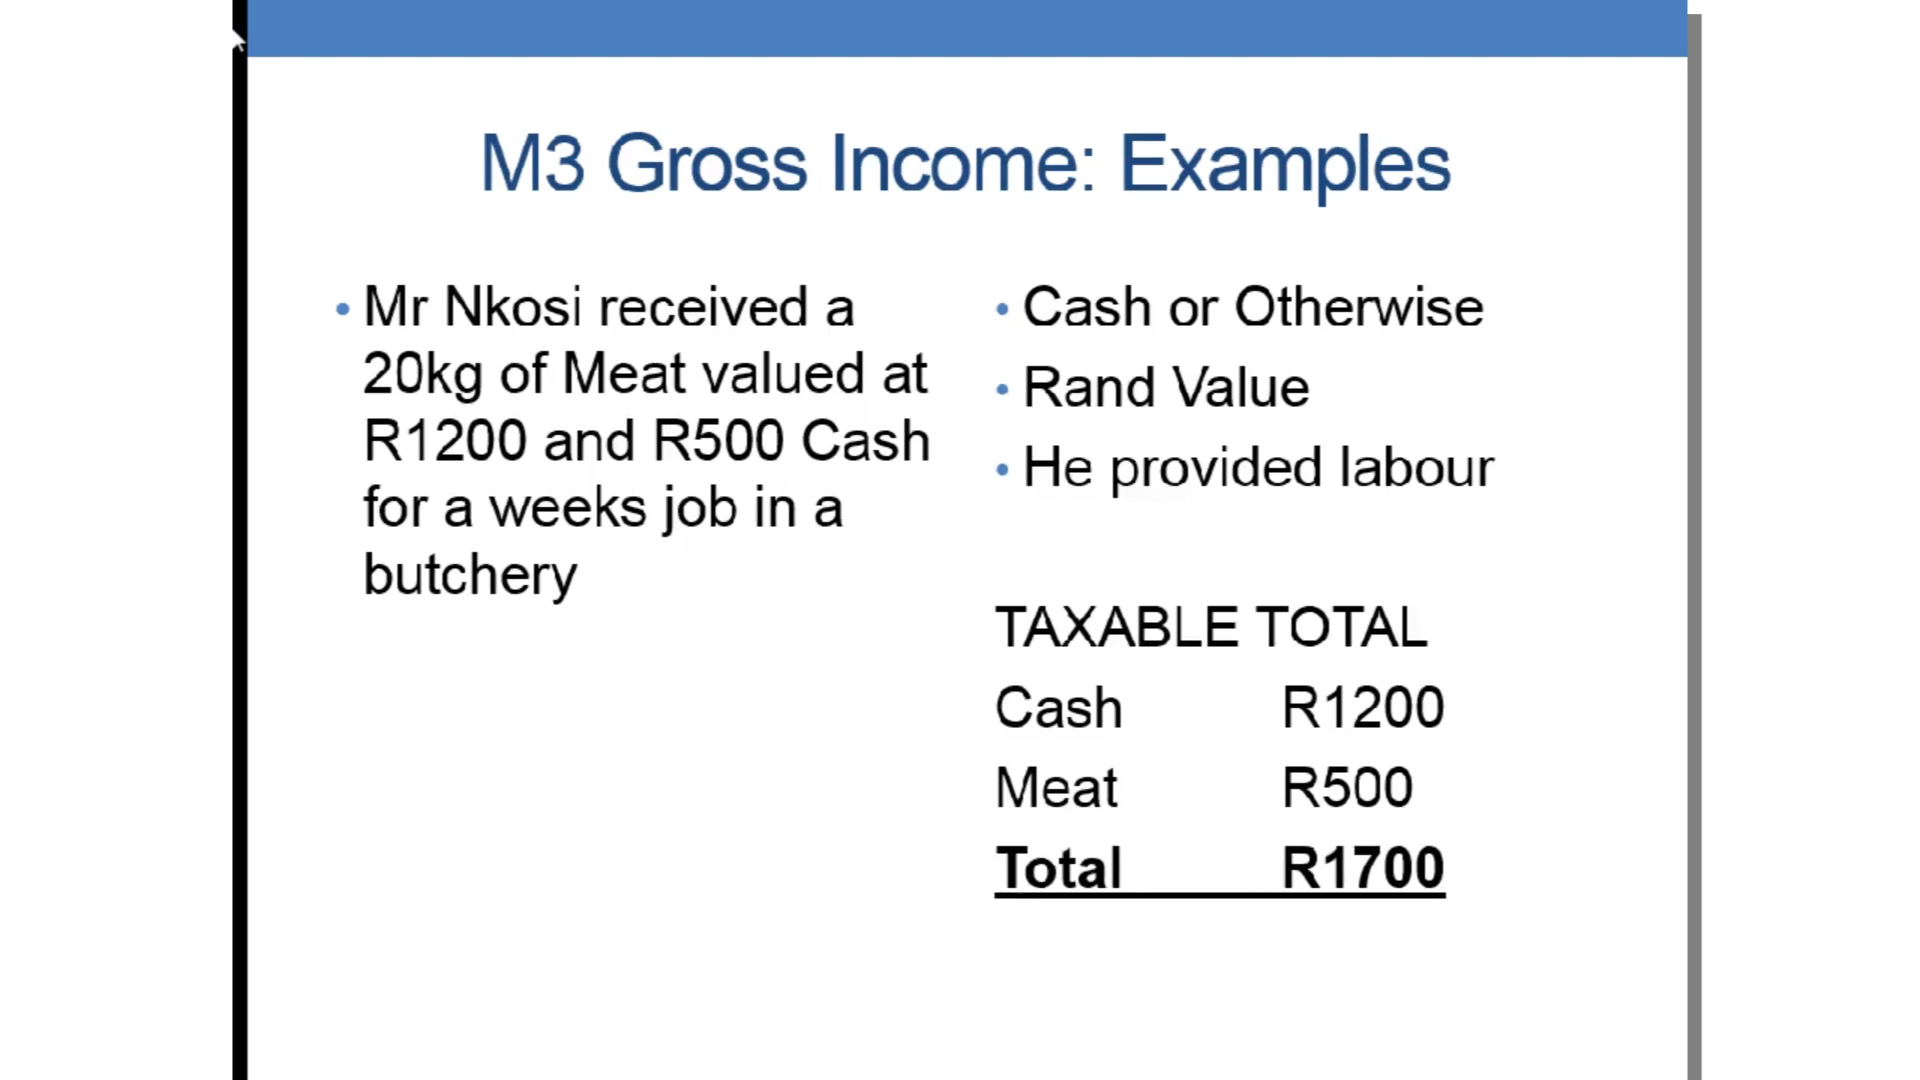 M3 Gross Income: Examples
• Mr Nkosi received a
20kg of Meat valued at
R1200 and R500 Cash
for a weeks job in a
butchery
• Cash or Otherwise
• Rand Value
• He provided labour
TAXABLE TOTAL
Cash R1200
Meat R500
Total R1700